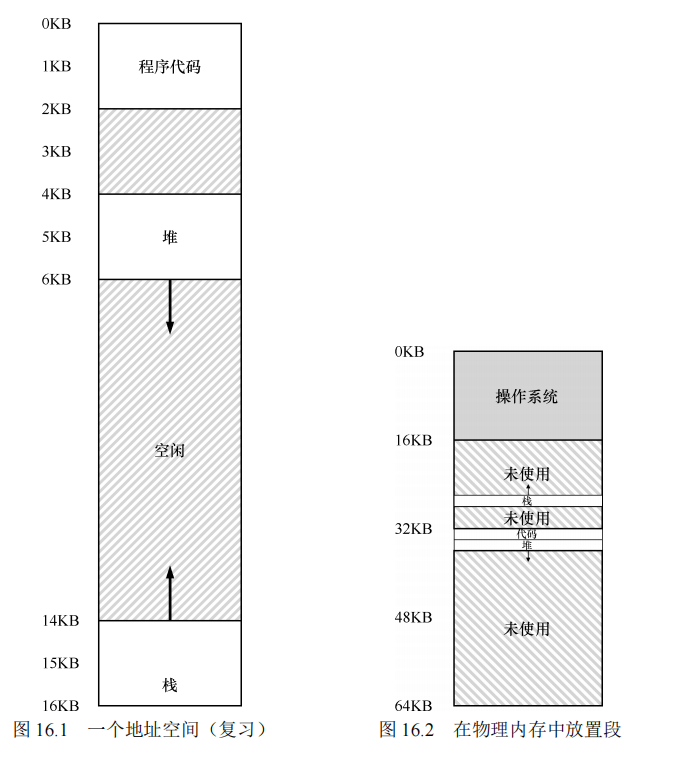 0KB
1KB
程序代码
2KB
3KB
4KB
5KB
堆
6KB
空闲
14KB
15KB
栈
16KB
图 16.1 一个地址空间（复习）
0KB
操作系统
16KB
未使用
栈
未使用
32KB
代码
堆
48KB
未使用
64KB
图 16.2 在物理内存中放置段